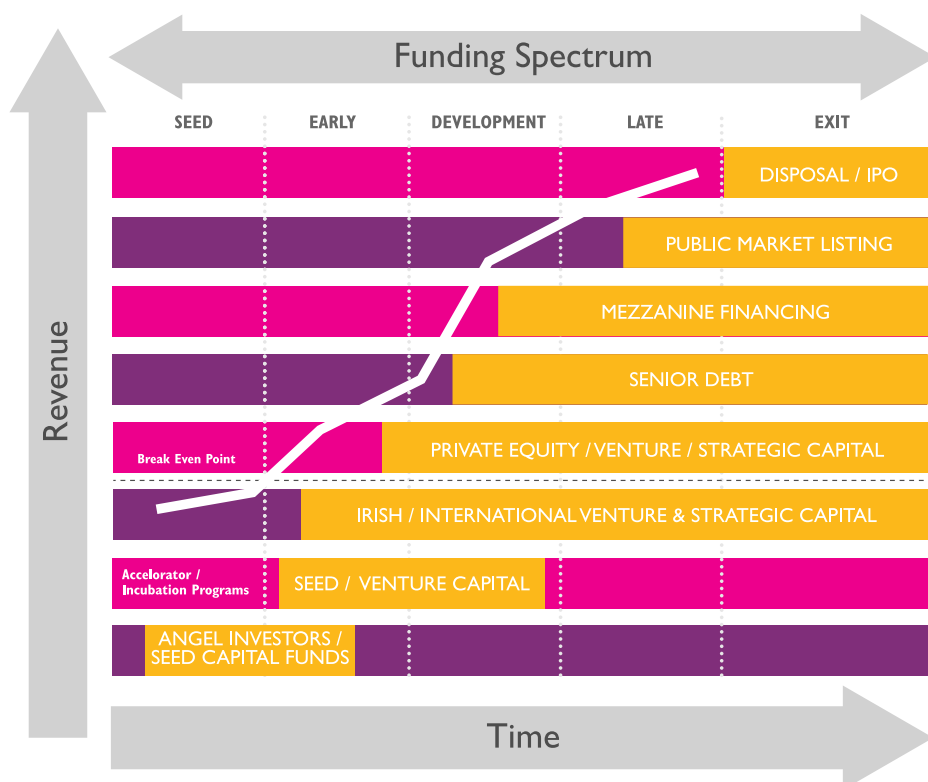 Funding Spectrum
SEED EARLY DEVELOPMENT LATE EXIT
DISPOSAL / IPO
PUBLIC MARKET LISTING
MEZZANINE FINANCING
SENIOR DEBT
Revenue
Break Even Point
PRIVATE EQUITY / VENTURE / STRATEGIC CAPITAL
IRISH / INTERNATIONAL VENTURE & STRATEGIC CAPITAL
Accelorator /
Incubation Programs
SEED / VENTURE CAPITAL
ANGEL INVESTORS /
SEED CAPITAL FUNDS
Time